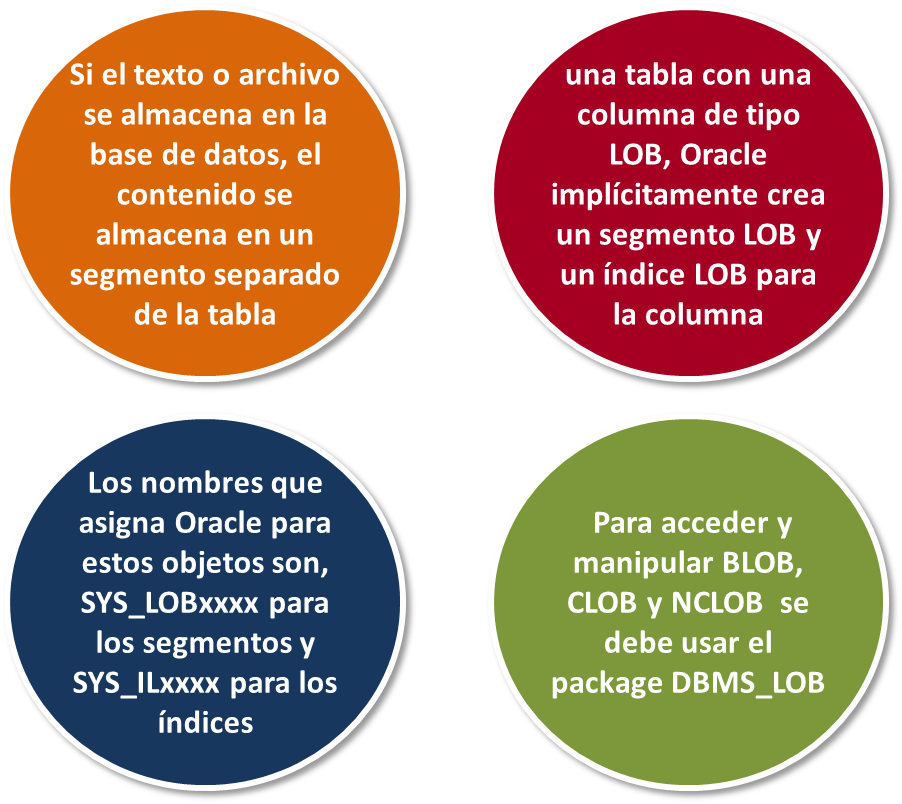 Si el texto o archivo
se almacena en la
base de datos, el
contenido se
almacena en un
segmento separado
de la tabla
una tabla con una
columna de tipo
LOB, Oracle
implícitamente crea
un segmento LOB y
un índice LOB para
la columna
Los nombres que
asigna Oracle para
estos objetos son,
SYS_LOBxxxx para
los segmentos y
SYS_ILxxxx para los
índices
Para acceder y
manipular BLOB,
CLOB y NCLOB se
debe usar el
package DBMS_LOB